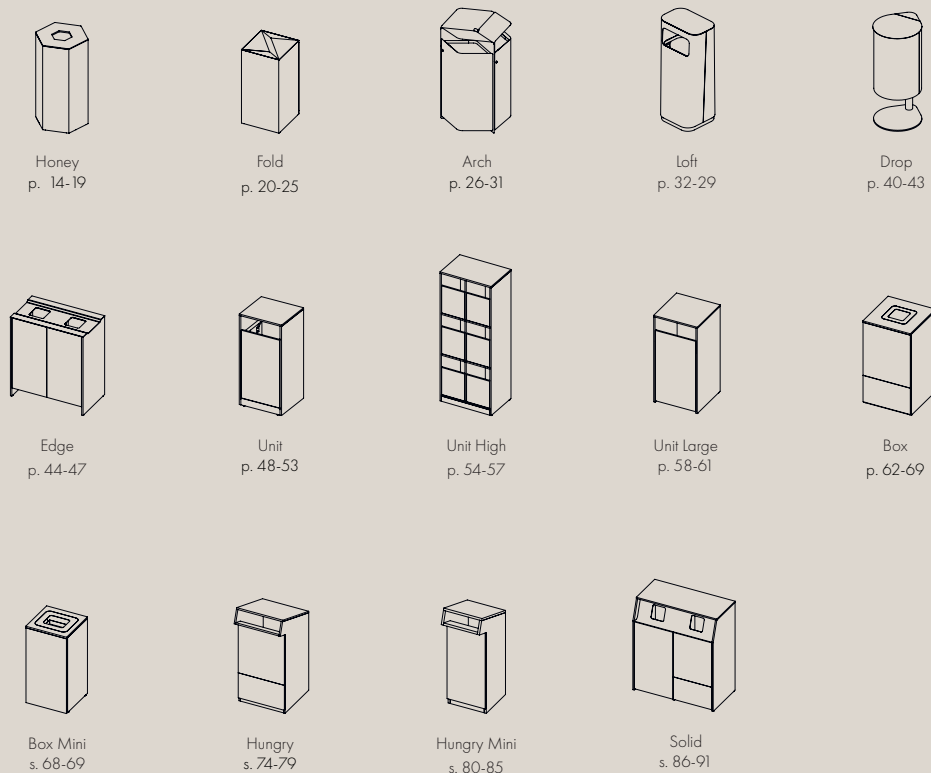 Honey
p. 14-19
Fold
p. 20-25
Arch
p. 26-31
Loft
p. 32-29
Drop
p. 40-43
Edge
p. 44-47
Unit
p. 48-53
Unit High
p. 54-57
Unit Large
p. 58-61
Box
p. 62-69
Box Mini
s. 68-69
Hungry
s. 74-79
Hungry Mini
s. 80-85
Solid
s. 86-91